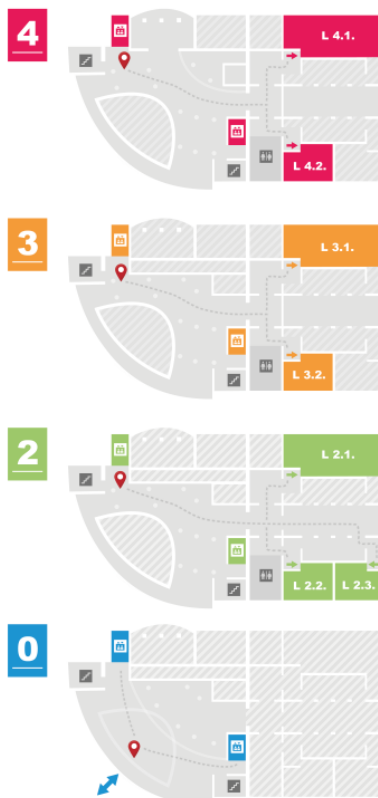 4
L 4.1.
L 4.2.
3
L 3.1.
L 3.2.
2
L 2.1.
L 2.2.
L 2.3.
0